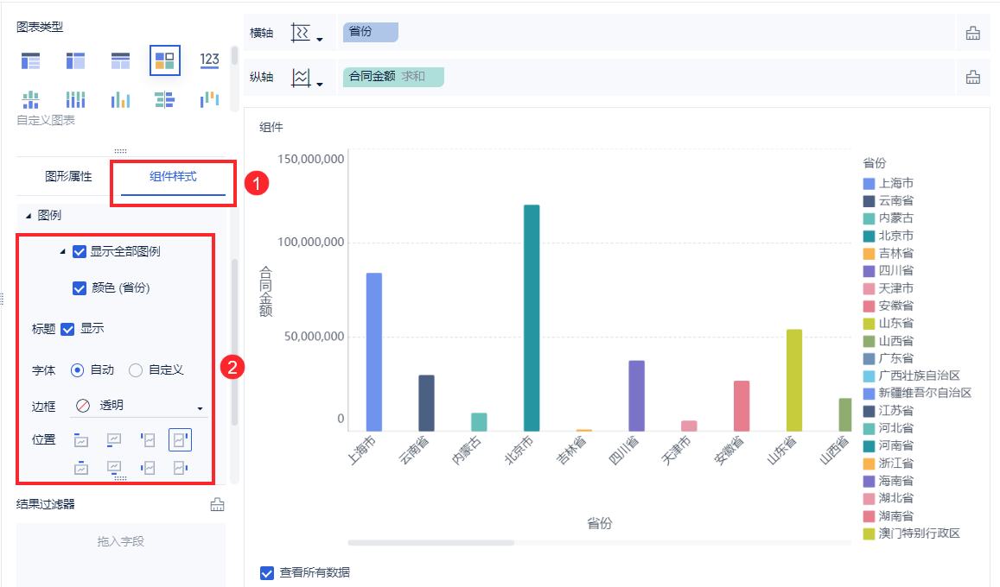 图表类型
123
自定义图表
图形属性
组件样式
1
图例
显示全部图例
颜色 (省份)
标题 显示
字体 自动 自定义
2
边框 透明
位置
结果过滤器
拖入字段
横轴 省份
纵轴 合同金额 求和
组件
150,000,000
100,000,000
50,000,000
0
合同金额
上海市
云南省
内蒙古
北京市
吉林省
四川省
天津市
安徽省
山东省
山西省
省份
查看所有数据
省份
上海市
云南省
内蒙古
北京市
吉林省
四川省
天津市
安徽省
山东省
山西省
广东省
广西壮族自治区
新疆维吾尔自治区
江苏省
河北省
河南省
浙江省
海南省
湖北省
湖南省
澳门特别行政区